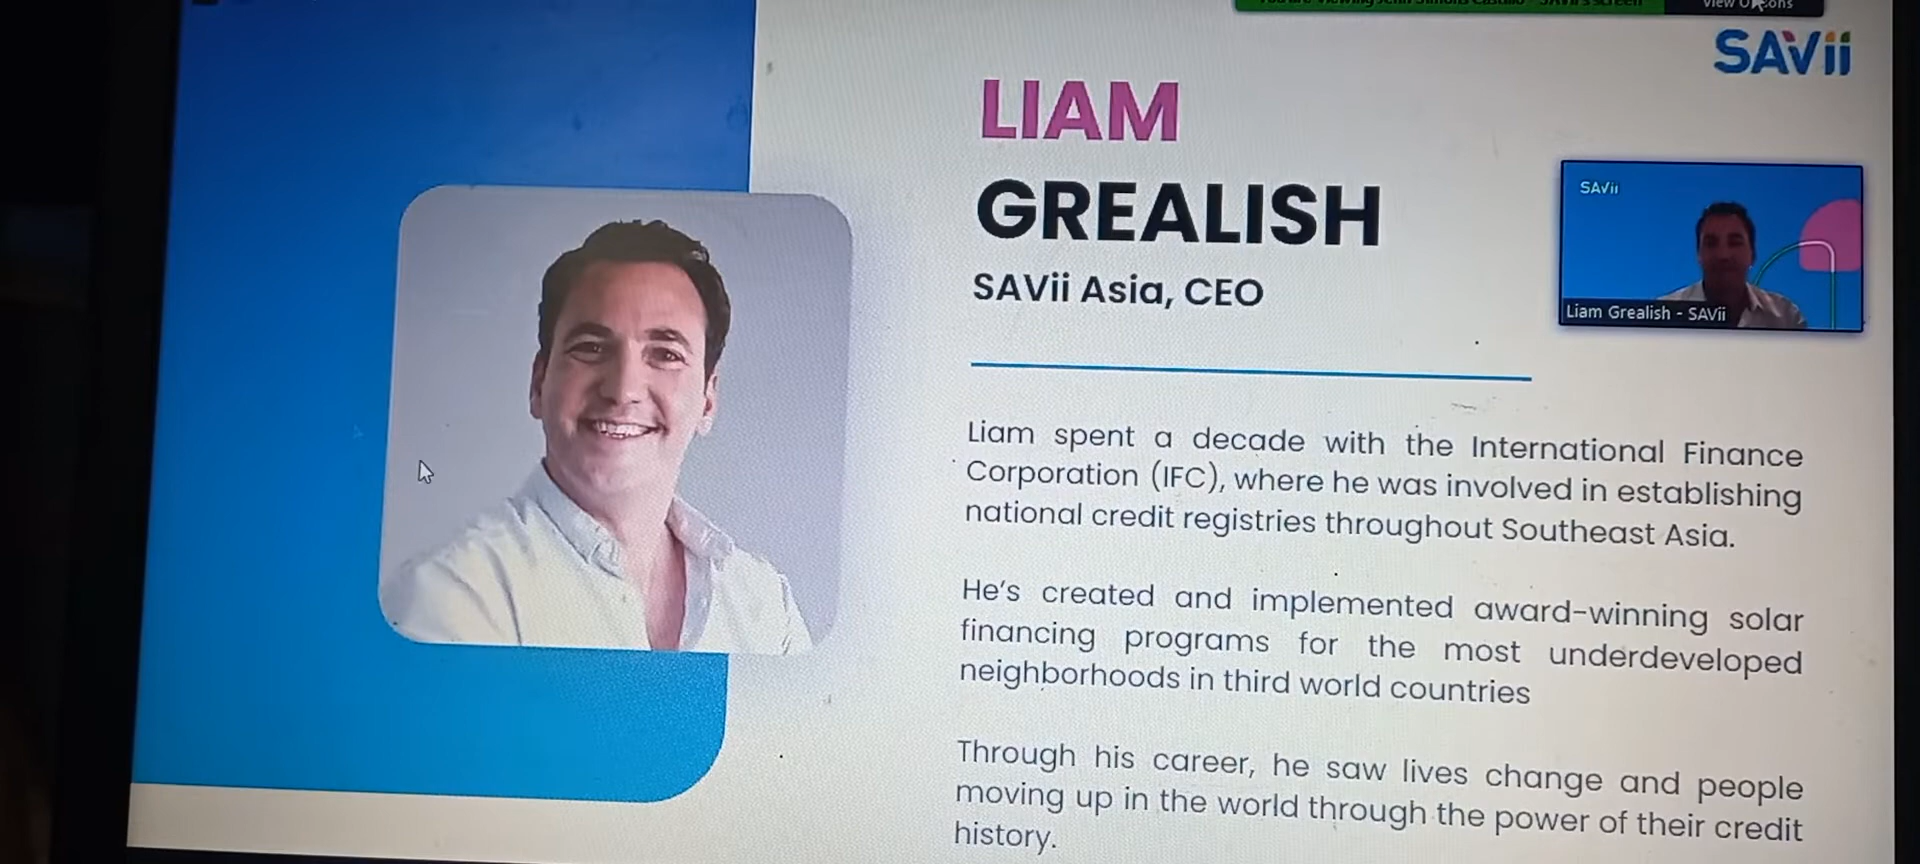 View Options
SAVii
LIAM
GREALISH
SAVii Asia, CEO
SAVii
Liam Grealish - SAVii
Liam spent a decade with the International Finance
Corporation (IFC), where he was involved in establishing
national credit registries throughout Southeast Asia.
He's created and implemented award-winning solar
financing programs for the most underdeveloped
neighborhoods in third world countries
Through his career, he saw lives change and people
moving up in the world through the power of their credit
history.